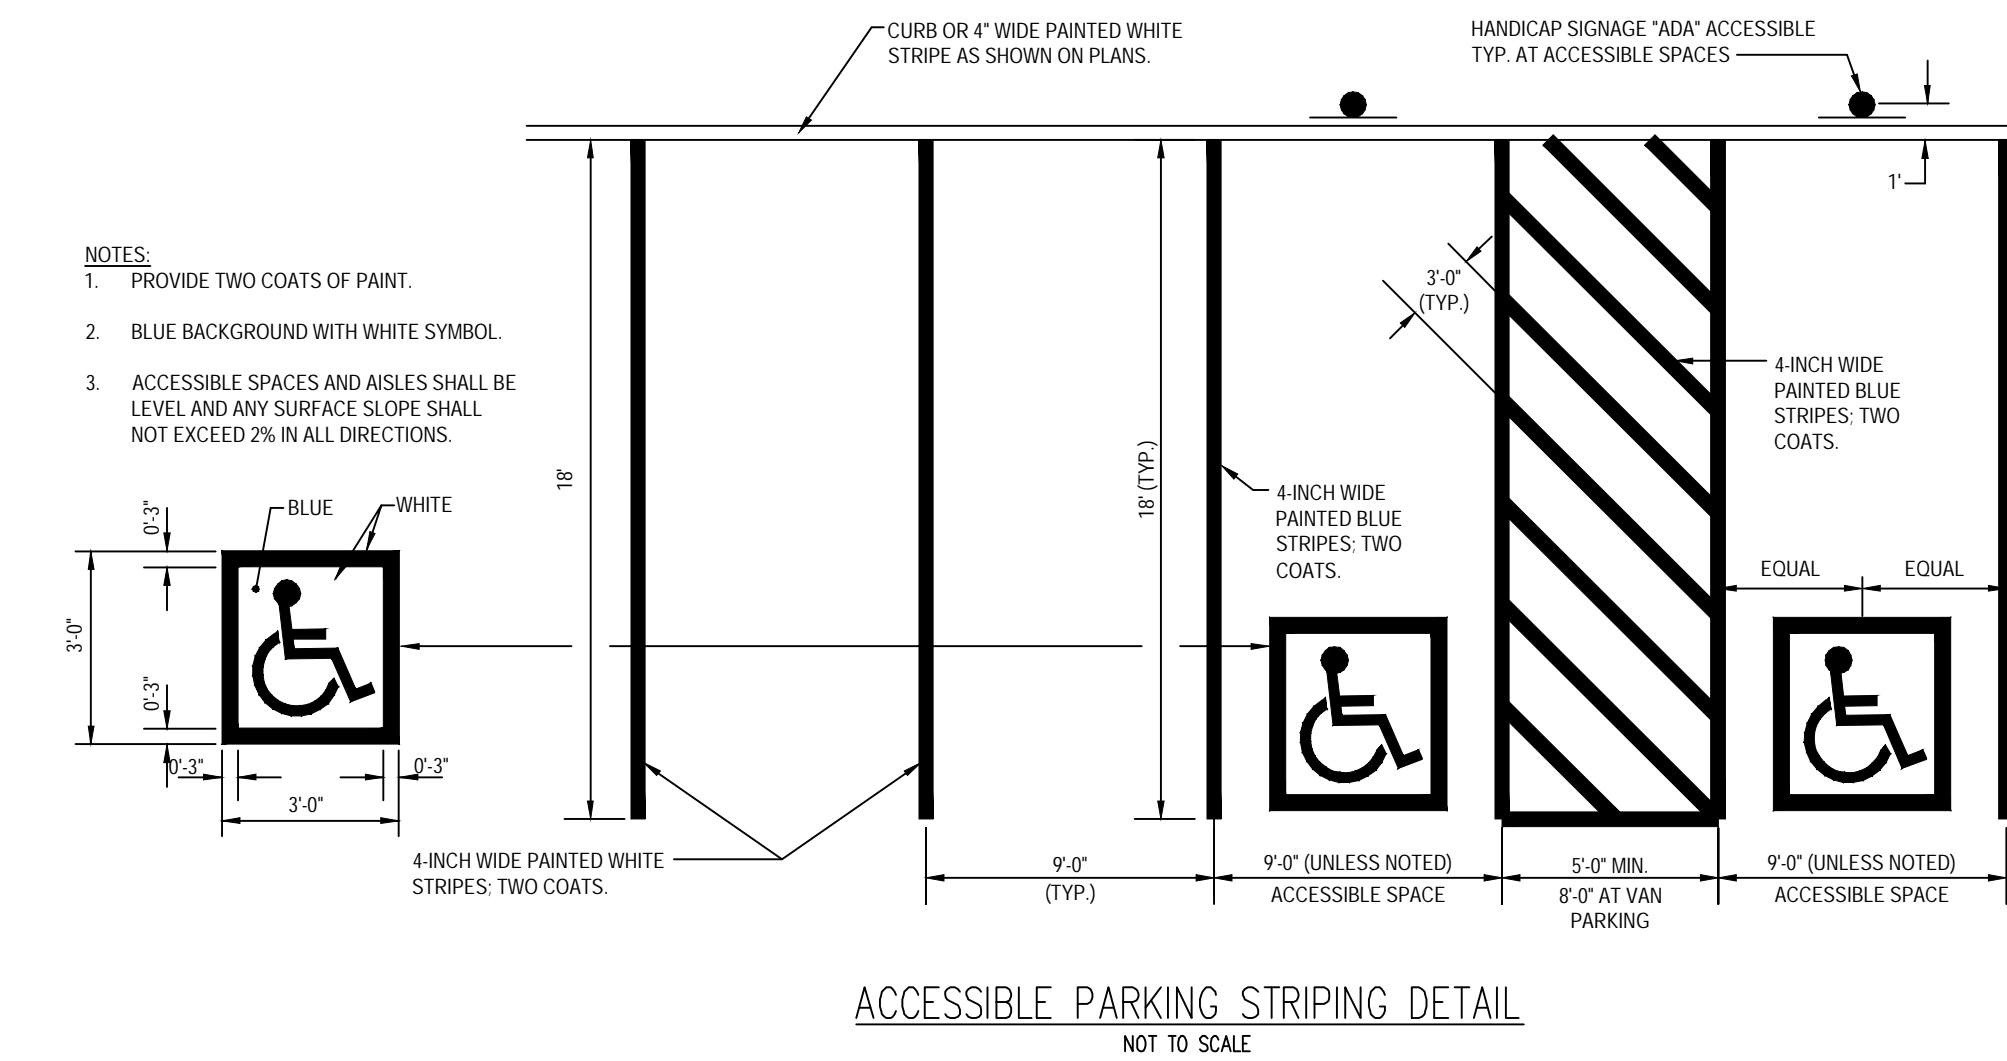 CURB OR 4" WIDE PAINTED WHITE
STRIPE AS SHOWN ON PLANS.
HANDICAP SIGNAGE "ADA" ACCESSIBLE
TYP. AT ACCESSIBLE SPACES
1'
NOTES:
1. PROVIDE TWO COATS OF PAINT.
2. BLUE BACKGROUND WITH WHITE SYMBOL.
3. ACCESSIBLE SPACES AND AISLES SHALL BE
LEVEL AND ANY SURFACE SLOPE SHALL
NOT EXCEED 2% IN ALL DIRECTIONS.
3'-0"
(TYP.)
4-INCH WIDE
PAINTED BLUE
STRIPES; TWO
COATS.
18'
18' (TYP.)
4-INCH WIDE
PAINTED BLUE
STRIPES; TWO
COATS.
BLUE
WHITE
0'-3"
3'-0"
0'-3"
0'-3"
0'-3"
3'-0"
EQUAL
EQUAL
4-INCH WIDE PAINTED WHITE
STRIPES; TWO COATS.
9'-0"
(TYP.)
9'-0" (UNLESS NOTED)
ACCESSIBLE SPACE
5'-0" MIN.
8'-0" AT VAN
PARKING
9'-0" (UNLESS NOTED)
ACCESSIBLE SPACE
ACCESSIBLE PARKING STRIPING DETAIL
NOT TO SCALE